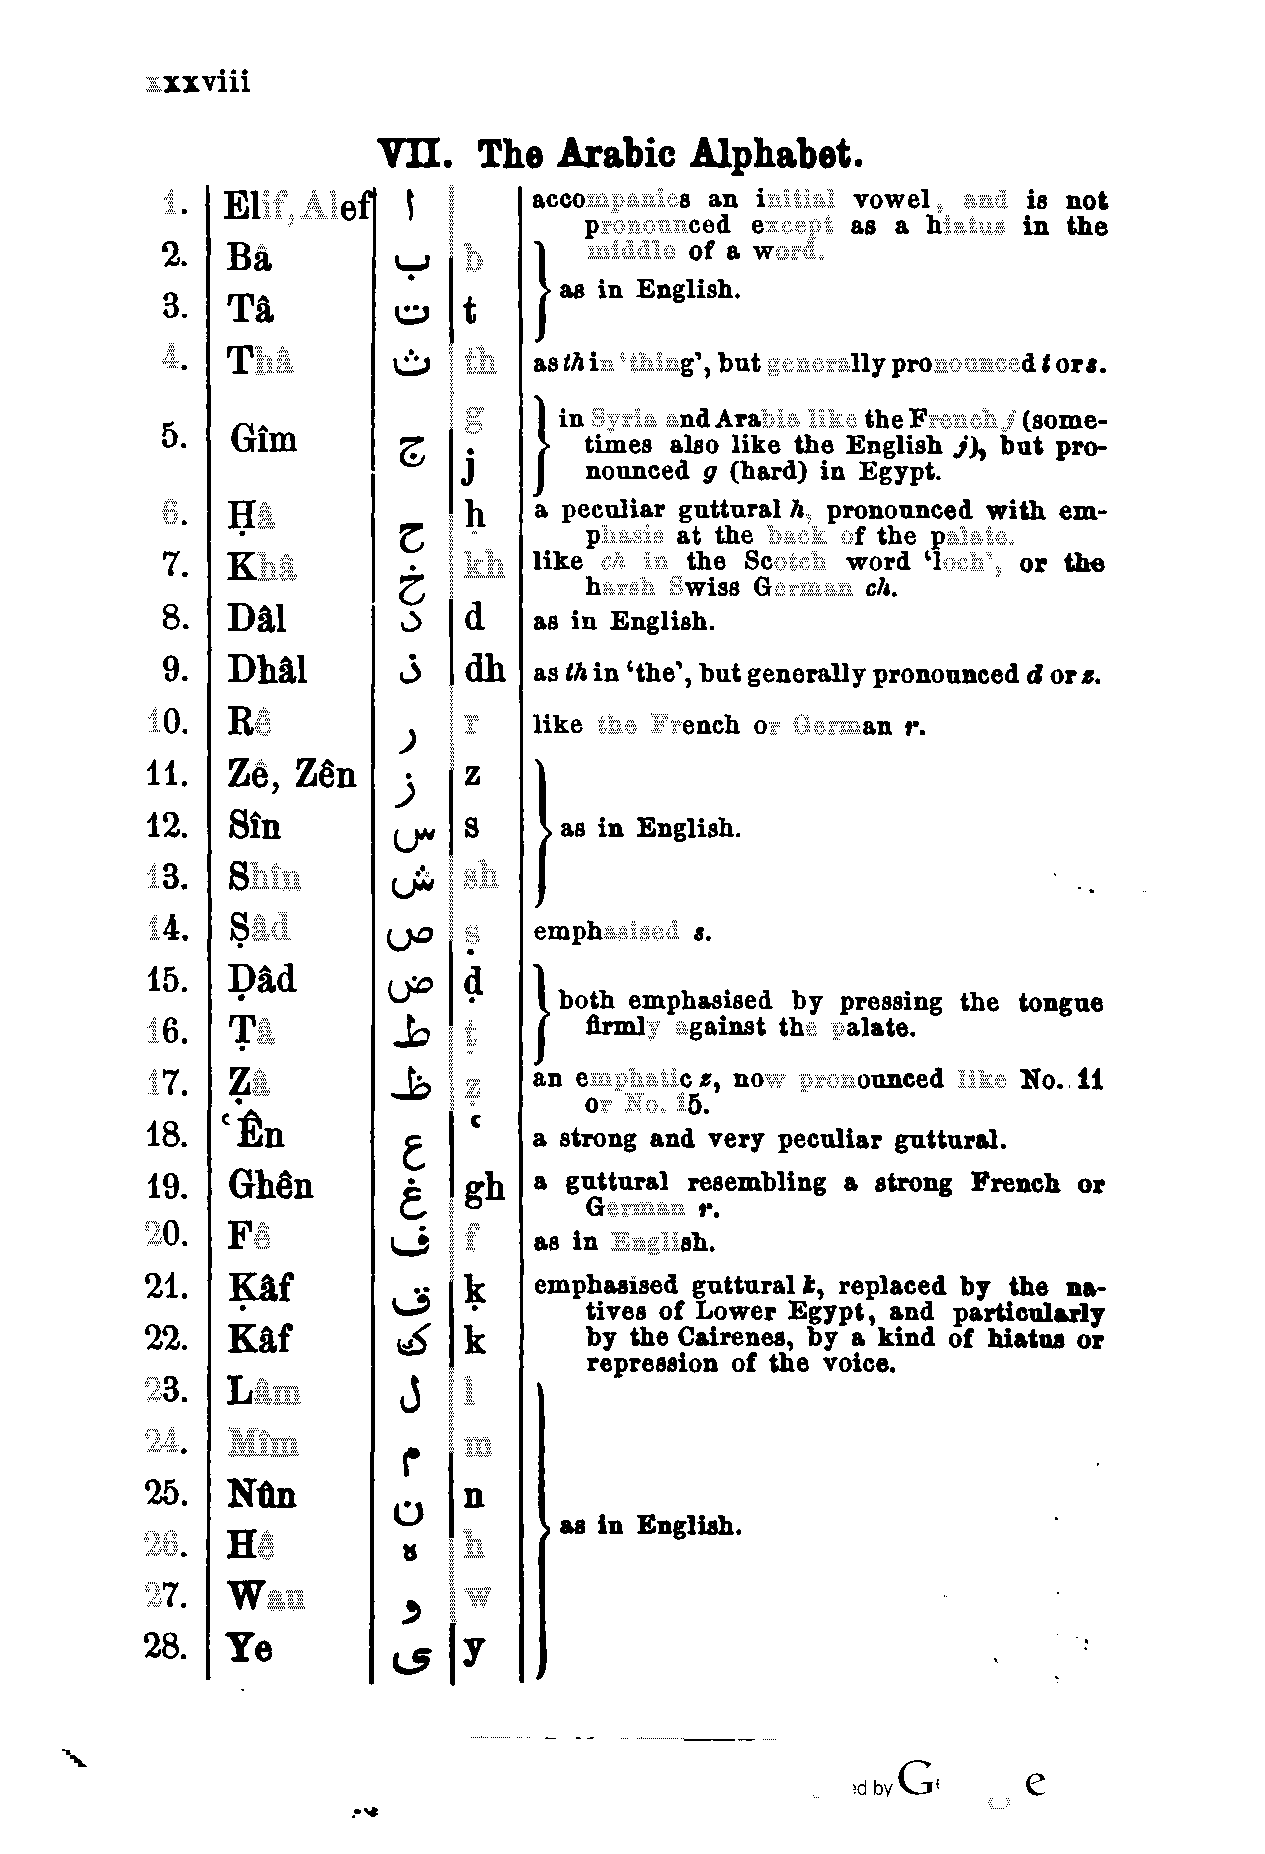 xxxviii
VII. The Arabic Alphabet.
1. Elif, Alef ا accompanies an initial vowel, and is not
pronounced except as a hiatus in the
middle of a word.
2. Bâ ب b
as in English.
3. Tâ ت t
4. Thâ ث th as th in ‘thing’, but generally pronounced t or s.
5. Gîm ج g j in Syria and Arabia like the French j (some-
times also like the English j), but pro-
nounced g (hard) in Egypt.
6. Ḥâ ح ḥ a peculiar guttural h, pronounced with em-
phasis at the back of the palate.
7. Khâ خ kh like ch in the Scotch word ‘loch’, or the
harsh Swiss German ch.
8. Dâl د d as in English.
9. Dhâl ذ dh as th in ‘the’, but generally pronounced d or z.
10. Rê ر r like the French or German r.
11. Zê, Zên ز z
12. Sîn س s as in English.
13. Shîn ش sh
14. Ṣâd ص ṣ emphasised s.
15. Ḍâd ض ḍ both emphasised by pressing the tongue
16. Ṭâ ط ṭ firmly against the palate.
17. Ẓâ ظ ẓ an emphatic z, now pronounced like No. 11
or No. 15.
18. ʿÊn ع ʿ a strong and very peculiar guttural.
19. Ghên غ gh a guttural resembling a strong French or
German r.
20. Fê ف f as in English.
21. Ḳâf ق ḳ emphasised guttural k, replaced by the na-
tives of Lower Egypt, and particularly
22. Kâf ك k by the Cairenes, by a kind of hiatus or
repression of the voice.
23. Lâm ل l
24. Mîm م m
25. Nûn ن n
as in English.
26. Hê ه h
27. Wau و w
28. Ye ى y